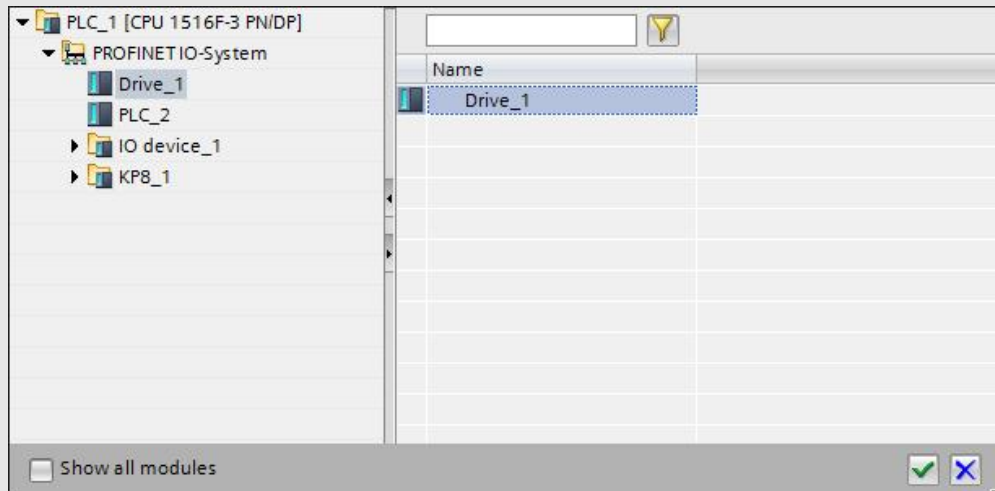 PLC_1 [CPU 1516F-3 PN/DP]
PROFINET IO-System
Drive_1
PLC_2
IO device_1
KP8_1
Name
Drive_1
Show all modules